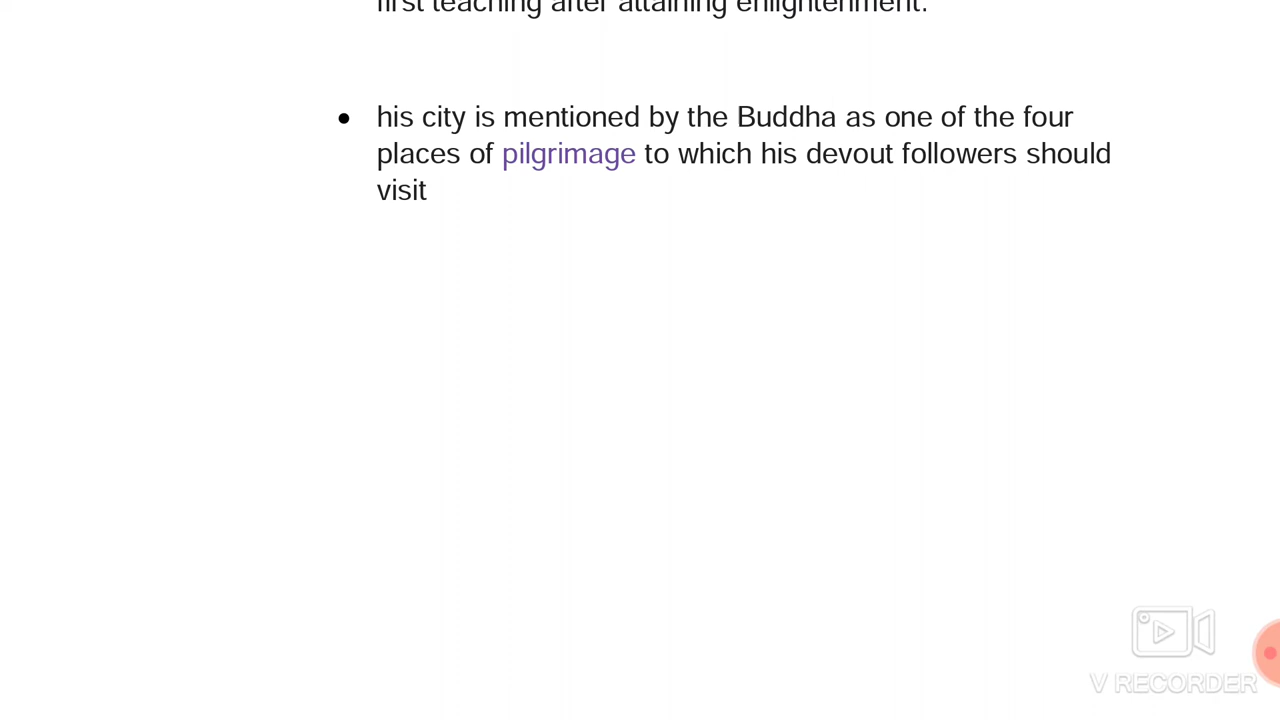 first teaching after attaining enlightenment.
● his city is mentioned by the Buddha as one of the four
places of pilgrimage to which his devout followers should
visit
V RECORDER